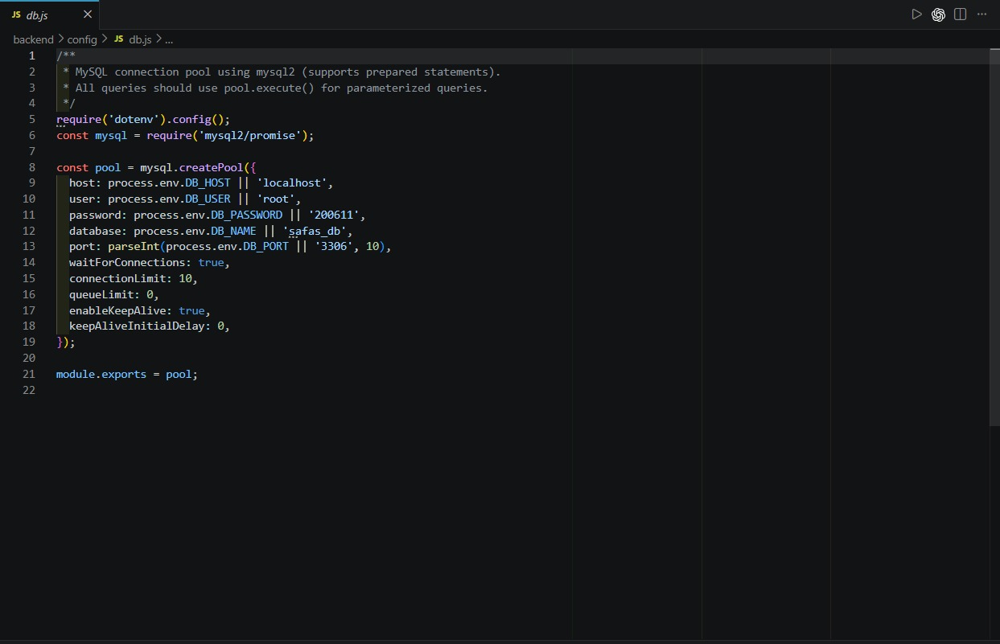 JS db.js
backend > config > JS db.js > ...
1 /**
2  * MySQL connection pool using mysql2 (supports prepared statements).
3  * All queries should use pool.execute() for parameterized queries.
4  */
5 require('dotenv').config();
6 const mysql = require('mysql2/promise');
7
8 const pool = mysql.createPool({
9   host: process.env.DB_HOST || 'localhost',
10   user: process.env.DB_USER || 'root',
11   password: process.env.DB_PASSWORD || '200611',
12   database: process.env.DB_NAME || 'safas_db',
13   port: parseInt(process.env.DB_PORT || '3306', 10),
14   waitForConnections: true,
15   connectionLimit: 10,
16   queueLimit: 0,
17   enableKeepAlive: true,
18   keepAliveInitialDelay: 0,
19 });
20
21 module.exports = pool;
22